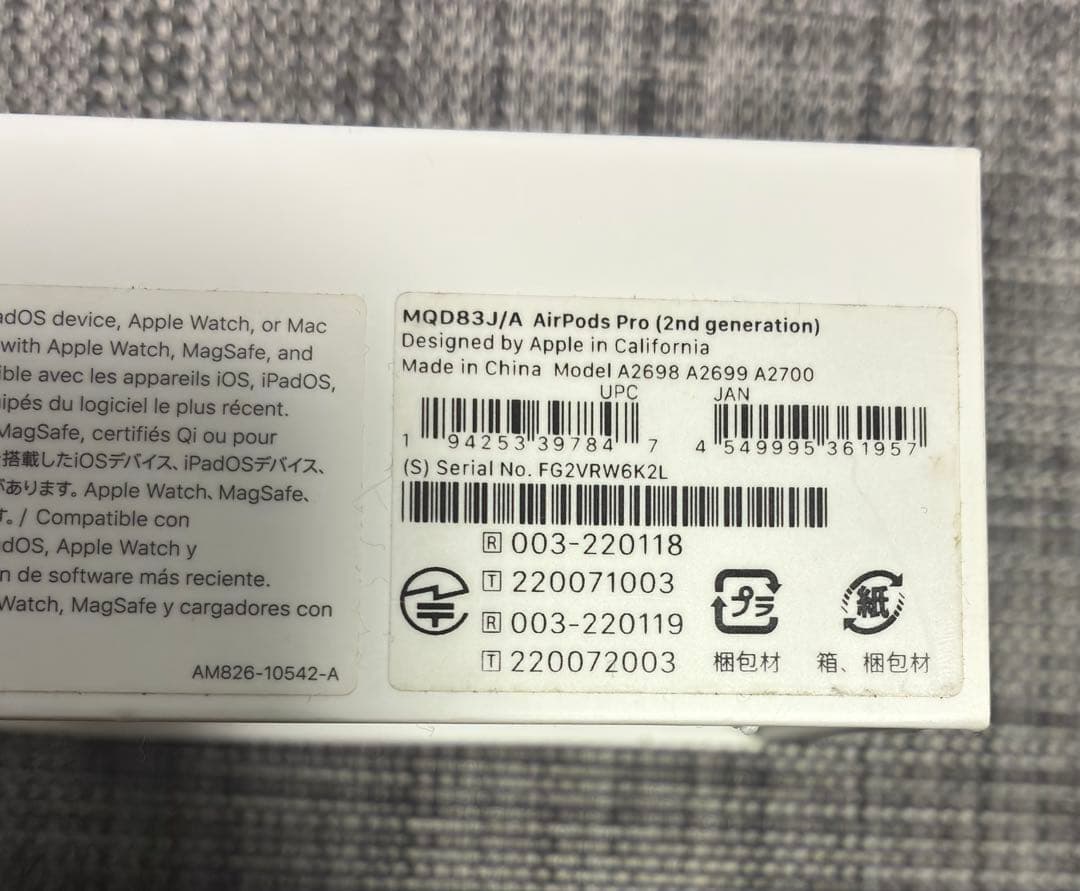 adOS device, Apple Watch, or Mac
with Apple Watch, MagSafe, and
ible avec les appareils iOS, iPadOS,
uipés du logiciel le plus récent.
MagSafe, certifiés Qi ou pour
搭載したiOSデバイス、iPadOSデバイス、
があります。Apple Watch、MagSafe、
す。/ Compatible con
dOS, Apple Watch y
n de software más reciente.
Watch, MagSafe y cargadores con
AM826-10542-A
MQD83J/A AirPods Pro (2nd generation)
Designed by Apple in California
Made in China Model A2698 A2699 A2700
UPC JAN
1 94253 39784 7 4 549995 361957
(S) Serial No. FG2VRW6K2L
R 003-220118
T 220071003
R 003-220119
T 220072003
プラ 紙
梱包材 箱、梱包材